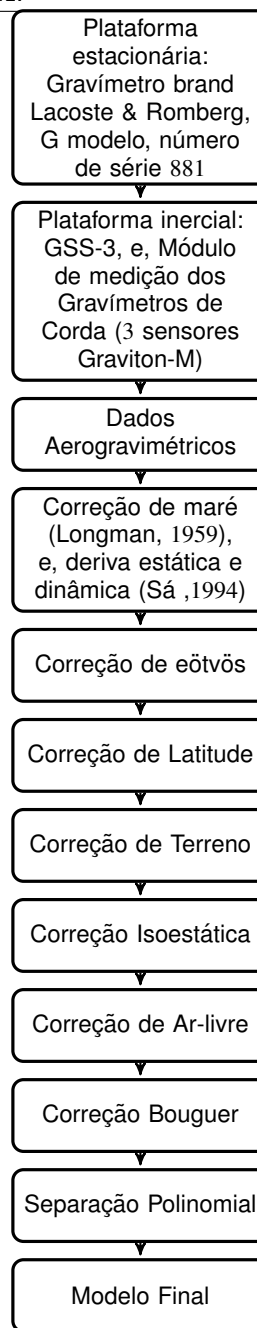 Plataforma
estacionária:
Gravímetro brand
Lacoste & Romberg,
G modelo, número
de série 881
Plataforma inercial:
GSS-3, e, Módulo
de medição dos
Gravímetros de
Corda (3 sensores
Graviton-M)
Dados
Aerogravimétricos
Correção de maré
(Longman, 1959),
e, deriva estática e
dinâmica (Sá ,1994)
Correção de eötvös
Correção de Latitude
Correção de Terreno
Correção Isoestática
Correção de Ar-livre
Correção Bouguer
Separação Polinomial
Modelo Final